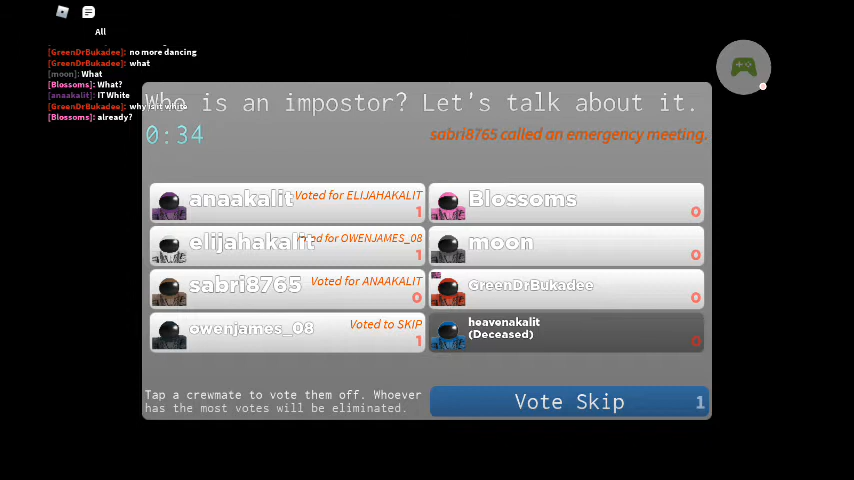 All
[GreenDrBukadee]: no more dancing
[GreenDrBukadee]: what
[moon]: What
[Blossoms]: What?
[anaakalit]: IT White
[GreenDrBukadee]: why is it white
[Blossoms]: already?
Who is an impostor? Let's talk about it.
0:34
sabri8765 called an emergency meeting.
anaakalit Voted for ELIJAHAKALIT
1
Blossoms
0
elijahakalit for OWENJAMES_08
1
moon
0
sabri8765 Voted for ANAAKALIT
0
GreenDrBukadee
0
owenjames_08 Voted to SKIP
1
heavenakalit
(Deceased)
0
Tap a crewmate to vote them off. Whoever
has the most votes will be eliminated.
Vote Skip 1